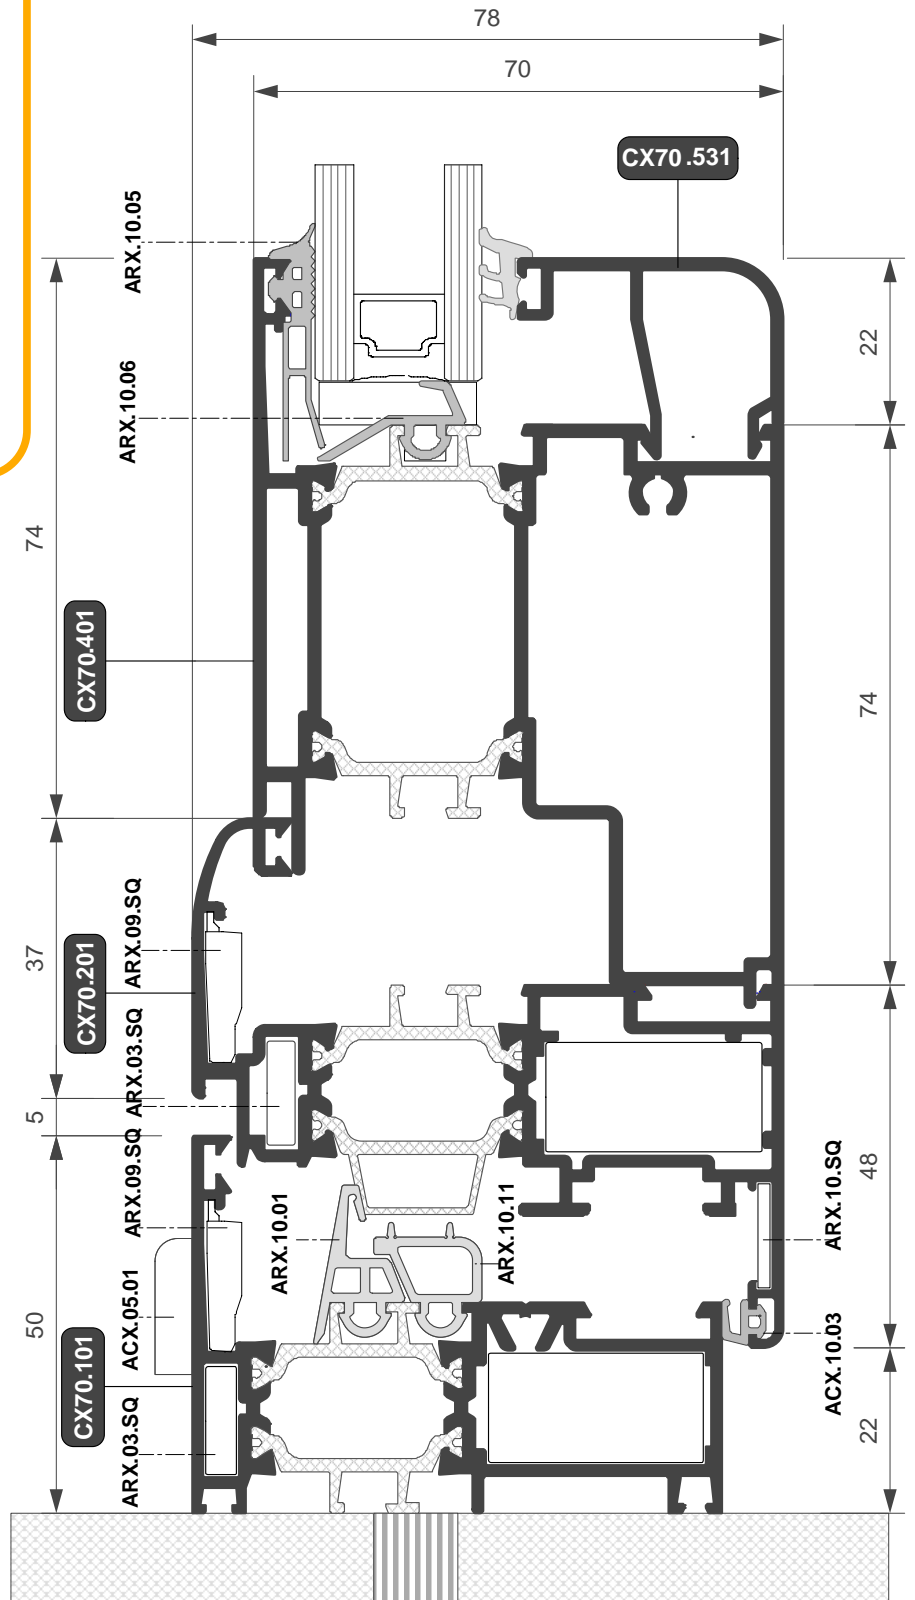 78
70
CX70.531
ARX.10.05
22
ARX.10.06
74
CX70.401
74
ARX.09.SQ
37
CX70.201
ARX.03.SQ
5
ARX.09.SQ
48
ARX.10.SQ
ARX.10.01
ARX.10.11
ACX.05.01
50
ACX.10.03
CX70.101
22
ARX.03.SQ